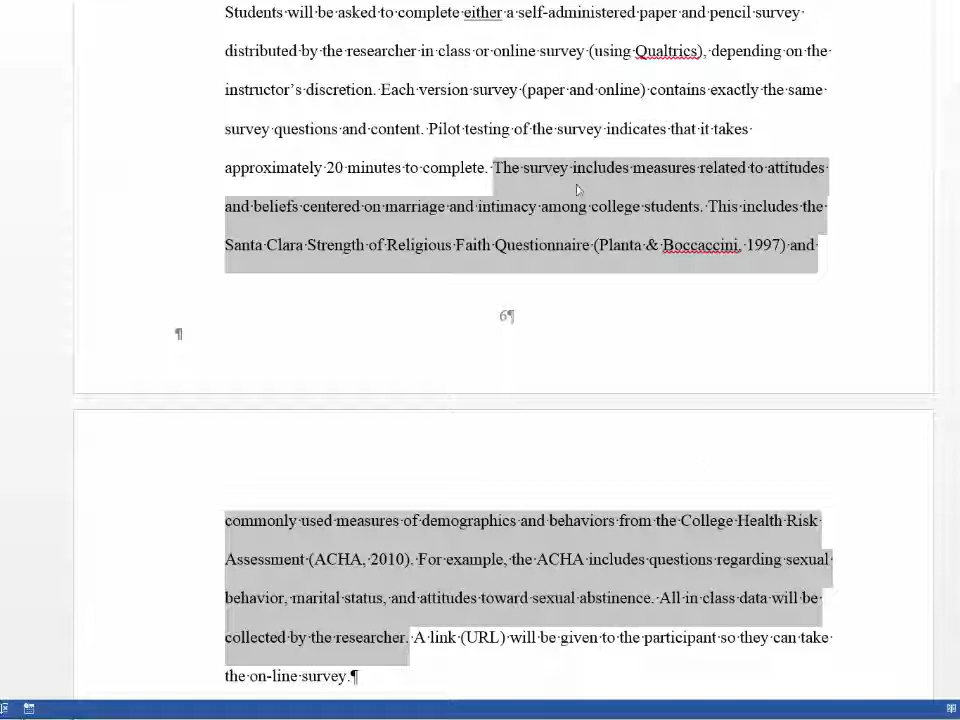 Students will be asked to complete either a self-administered paper and pencil survey
distributed by the researcher in class or online survey (using Qualtrics), depending on the
instructor's discretion. Each version survey (paper and online) contains exactly the same
survey questions and content. Pilot testing of the survey indicates that it takes
approximately 20 minutes to complete. The survey includes measures related to attitudes
and beliefs centered on marriage and intimacy among college students. This includes the
Santa Clara Strength of Religious Faith Questionnaire (Planta & Boccaccini, 1997) and
6¶
¶
commonly used measures of demographics and behaviors from the College Health Risk
Assessment (ACHA, 2010). For example, the ACHA includes questions regarding sexual
behavior, marital status, and attitudes toward sexual abstinence. All in class data will be
collected by the researcher. A link (URL) will be given to the participant so they can take
the on-line survey.¶